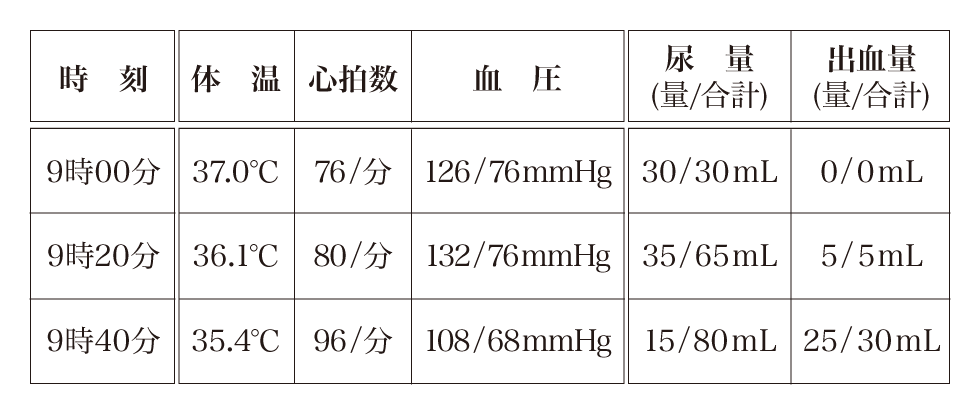 時　刻　体　温　心拍数　血　圧　尿　量　出血量
(量/合計)　(量/合計)
9時00分　37.0℃　76/分　126/76mmHg　30/30mL　0/0mL
9時20分　36.1℃　80/分　132/76mmHg　35/65mL　5/5mL
9時40分　35.4℃　96/分　108/68mmHg　15/80mL　25/30mL